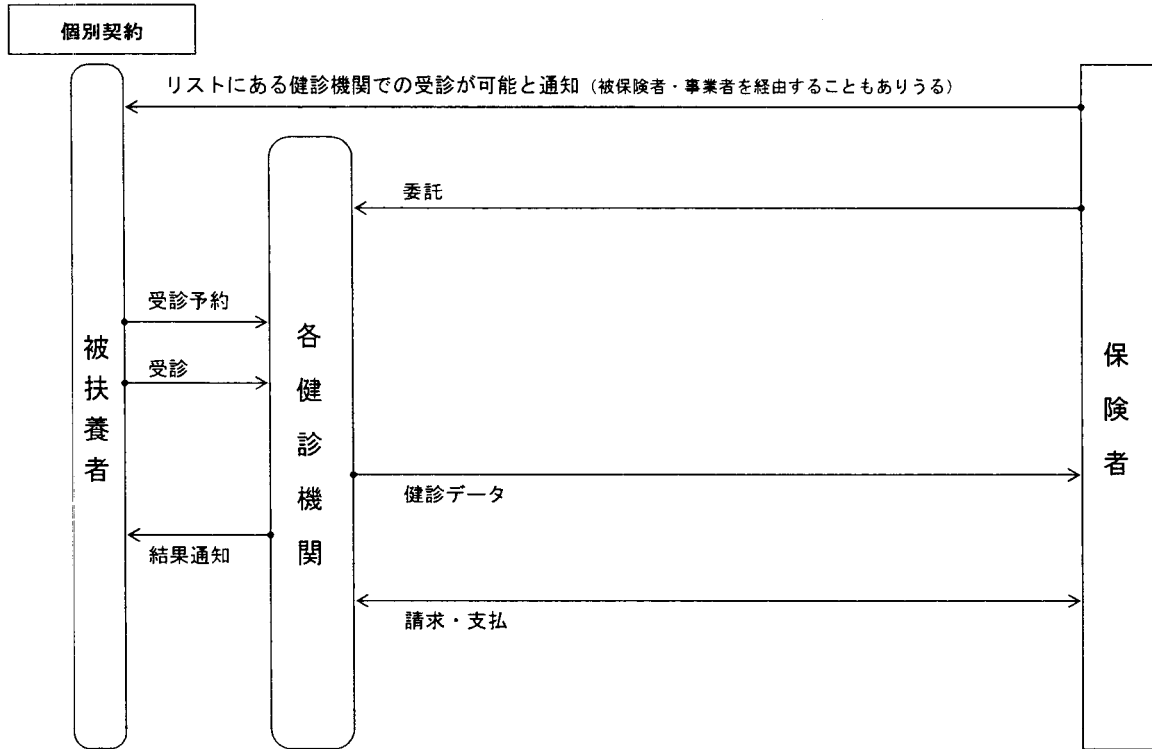 個別契約
リストにある健診機関での受診が可能と通知（被保険者・事業者を経由することもありうる）
委託
受診予約
受診
被扶養者
各健診機関
保険者
健診データ
結果通知
請求・支払